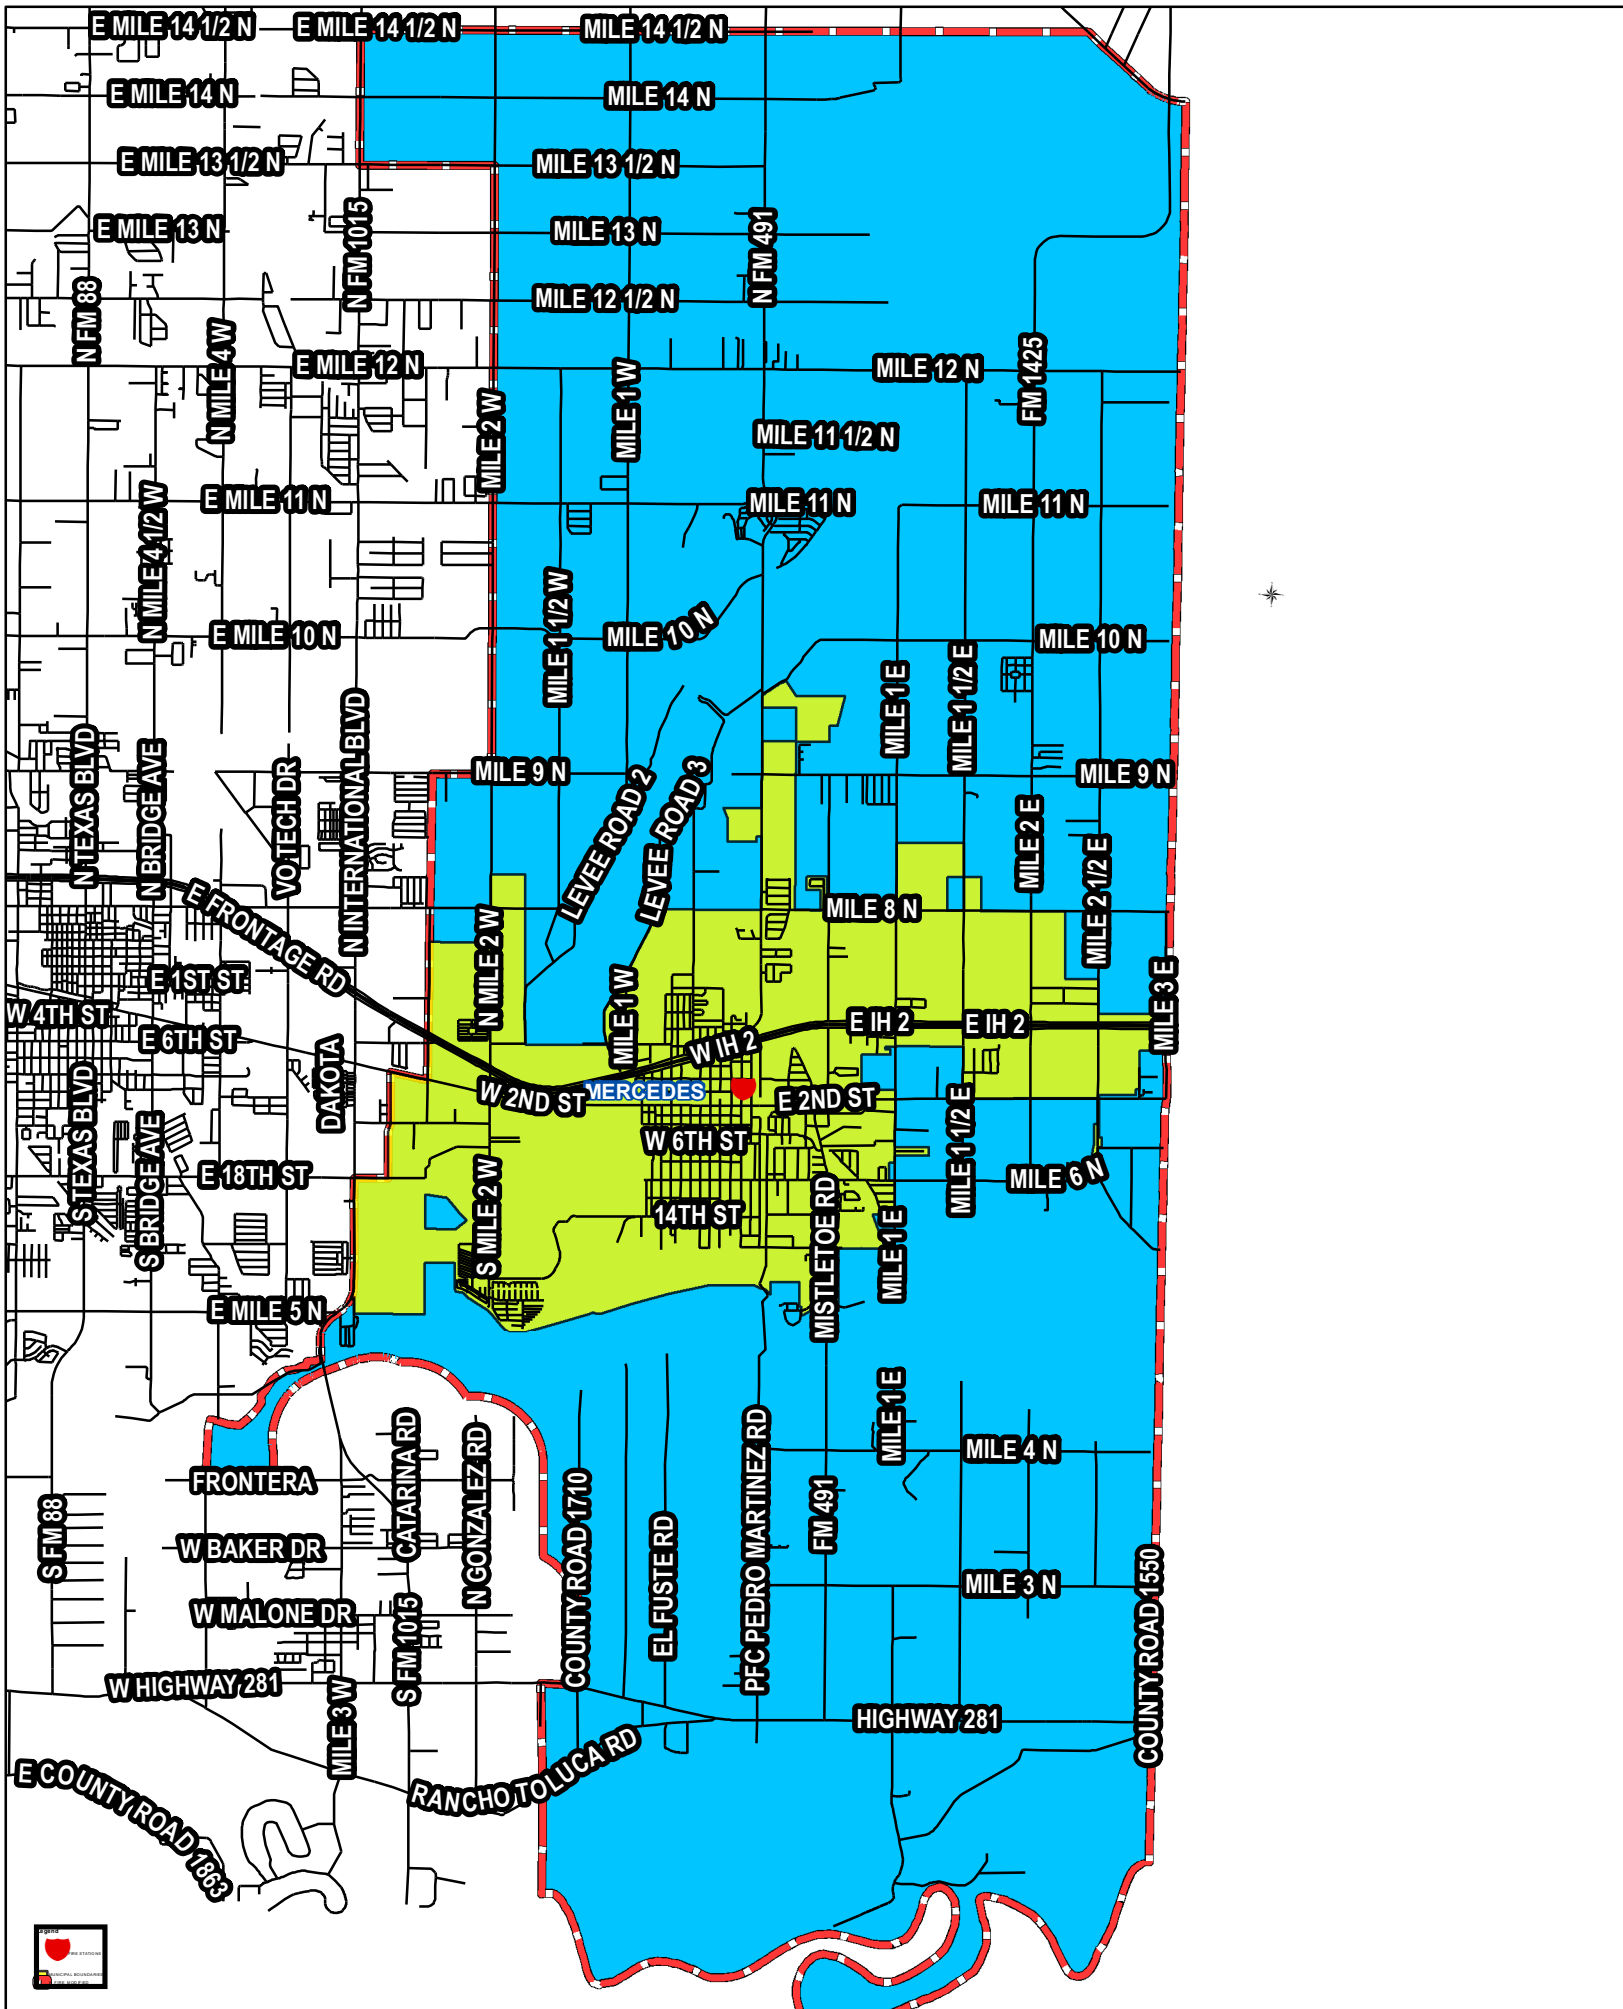 E MILE 14 1/2 N
E MILE 14 1/2 N
MILE 14 1/2 N
E MILE 14 N
MILE 14 N
E MILE 13 1/2 N
MILE 13 1/2 N
E MILE 13 N
N FM 1015
MILE 13 N
N FM 491
N FM 88
MILE 12 1/2 N
N MILE 4 W
E MILE 12 N
MILE 2 W
MILE 1 W
MILE 12 N
FM 1425
MILE 11 1/2 N
N MILE 4 1/2 W
E MILE 11 N
MILE 11 N
MILE 11 N
E MILE 10 N
MILE 1 1/2 W
MILE 10 N
MILE 1 E
MILE 1 1/2 E
MILE 10 N
N TEXAS BLVD
N BRIDGE AVE
VO TECH DR
N INTERNATIONAL BLVD
MILE 9 N
LEVEE ROAD 2
LEVEE ROAD 3
MILE 9 N
MILE 2 E
MILE 2 1/2 E
E FRONTAGE RD
N MILE 2 W
MILE 8 N
E 1ST ST
W 4TH ST
E 6TH ST
DAKOTA
MILE 1 W
W IH 2
E IH 2
E IH 2
MILE 3 E
S TEXAS BLVD
S BRIDGE AVE
W 2ND ST
MERCEDES
E 2ND ST
MILE 1 1/2 E
W 6TH ST
E 18TH ST
S MILE 2 W
14TH ST
MISTLETOE RD
MILE 1 E
MILE 6 N
E MILE 5 N
MILE 1 E
S FM 88
FRONTERA
CATARINA RD
N GONZALEZ RD
COUNTY ROAD 1710
EL FUSTE RD
PFC PEDRO MARTINEZ RD
FM 491
MILE 4 N
W BAKER DR
W MALONE DR
S FM 1015
MILE 3 N
COUNTY ROAD 1550
W HIGHWAY 281
MILE 3 W
HIGHWAY 281
E COUNTY ROAD 1863
RANCHO TOLUCA RD
Legend
FIRE STATIONS
MUNICIPAL BOUNDARIES